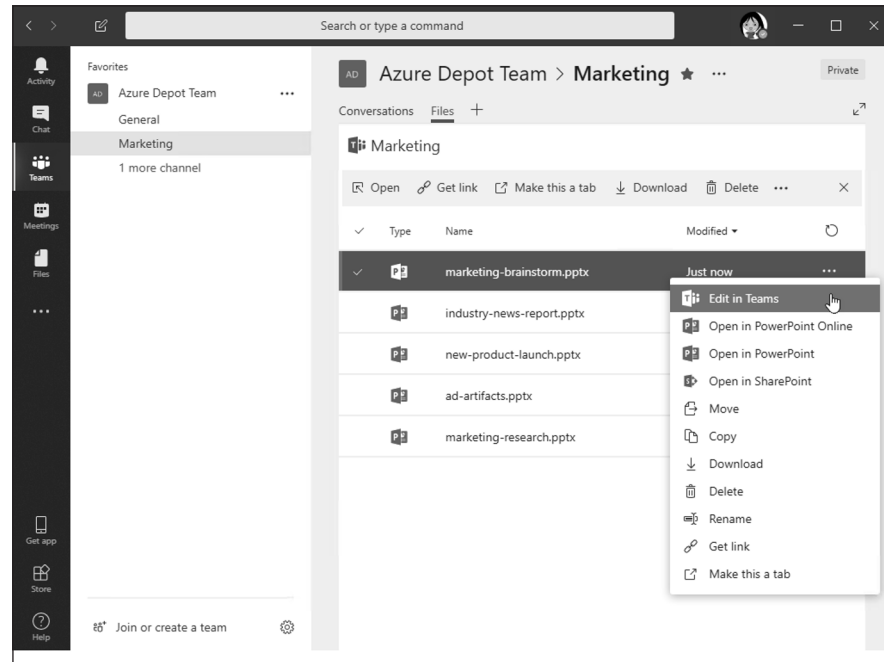 Search or type a command
Activity
Chat
Teams
Meetings
Files
Get app
Store
Help
Favorites
AD Azure Depot Team
General
Marketing
1 more channel
Join or create a team
AD Azure Depot Team > Marketing
Private
Conversations Files
Marketing
Open Get link Make this a tab Download Delete
Type Name Modified
marketing-brainstorm.pptx Just now
industry-news-report.pptx
new-product-launch.pptx
ad-artifacts.pptx
marketing-research.pptx
Edit in Teams
Open in PowerPoint Online
Open in PowerPoint
Open in SharePoint
Move
Copy
Download
Delete
Rename
Get link
Make this a tab